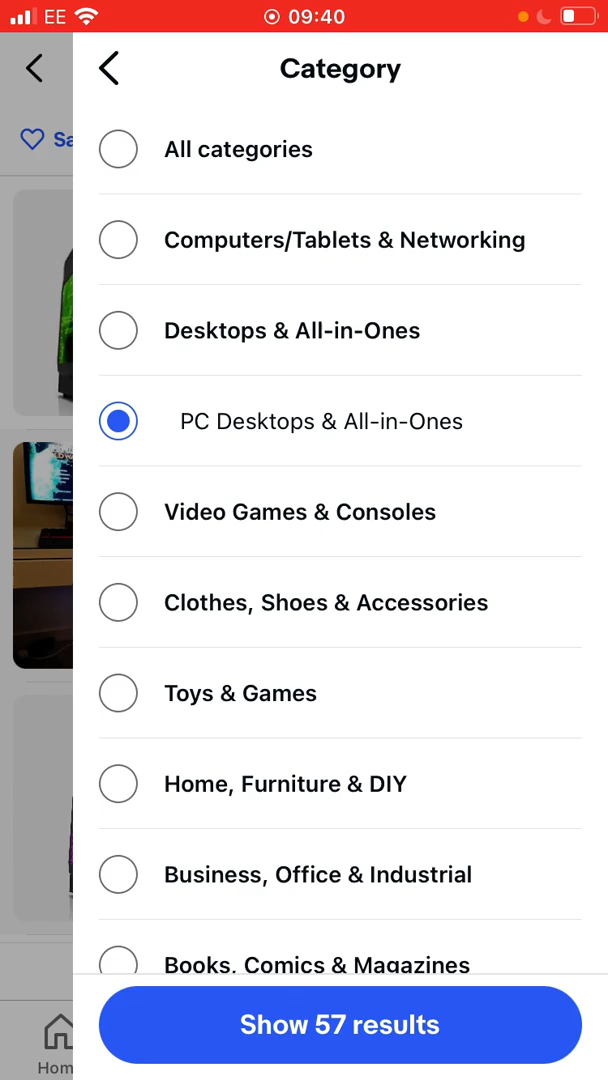 EE 09:40
Category
Sa
All categories
Computers/Tablets & Networking
Desktops & All-in-Ones
PC Desktops & All-in-Ones
Video Games & Consoles
Clothes, Shoes & Accessories
Toys & Games
Home, Furniture & DIY
Business, Office & Industrial
Books, Comics & Magazines
Show 57 results
Hom